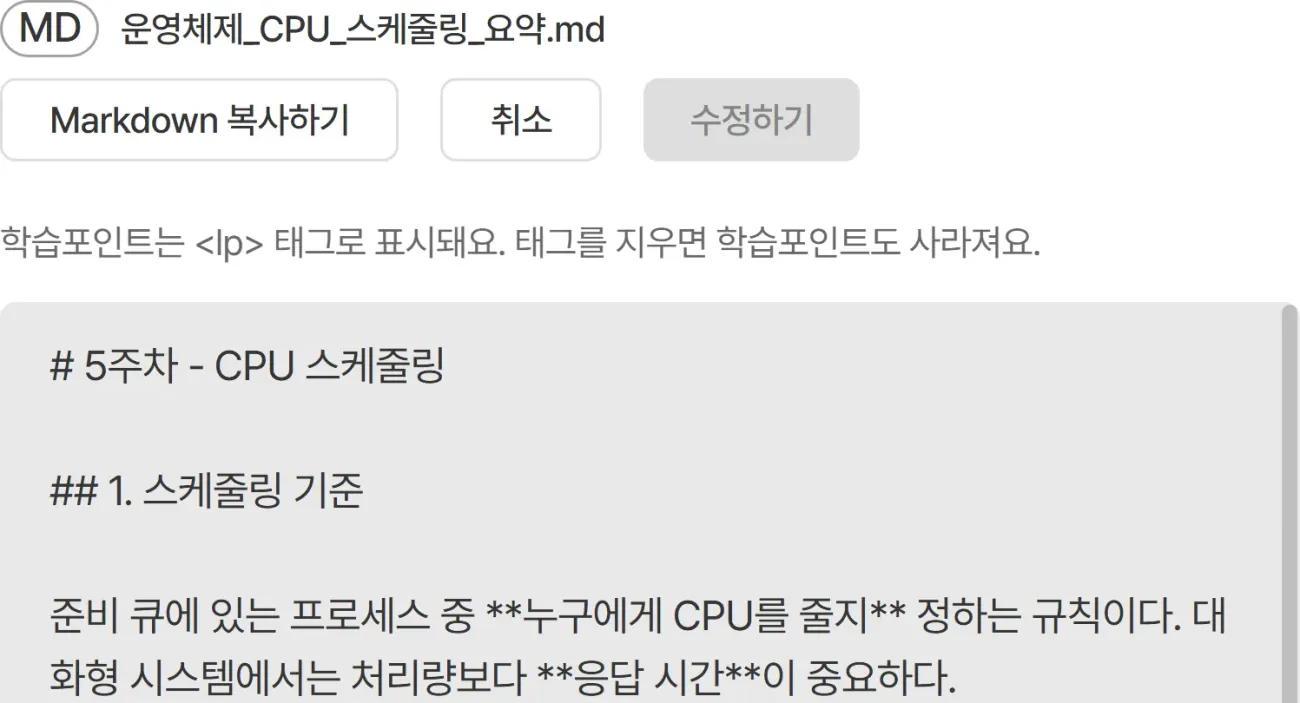 MD 운영체제_CPU_스케줄링_요약.md
Markdown 복사하기 취소 수정하기
학습포인트는 <lp> 태그로 표시돼요. 태그를 지우면 학습포인트도 사라져요.
# 5주차 - CPU 스케줄링
## 1. 스케줄링 기준
준비 큐에 있는 프로세스 중 **누구에게 CPU를 줄지** 정하는 규칙이다. 대
화형 시스템에서는 처리량보다 **응답 시간**이 중요하다.